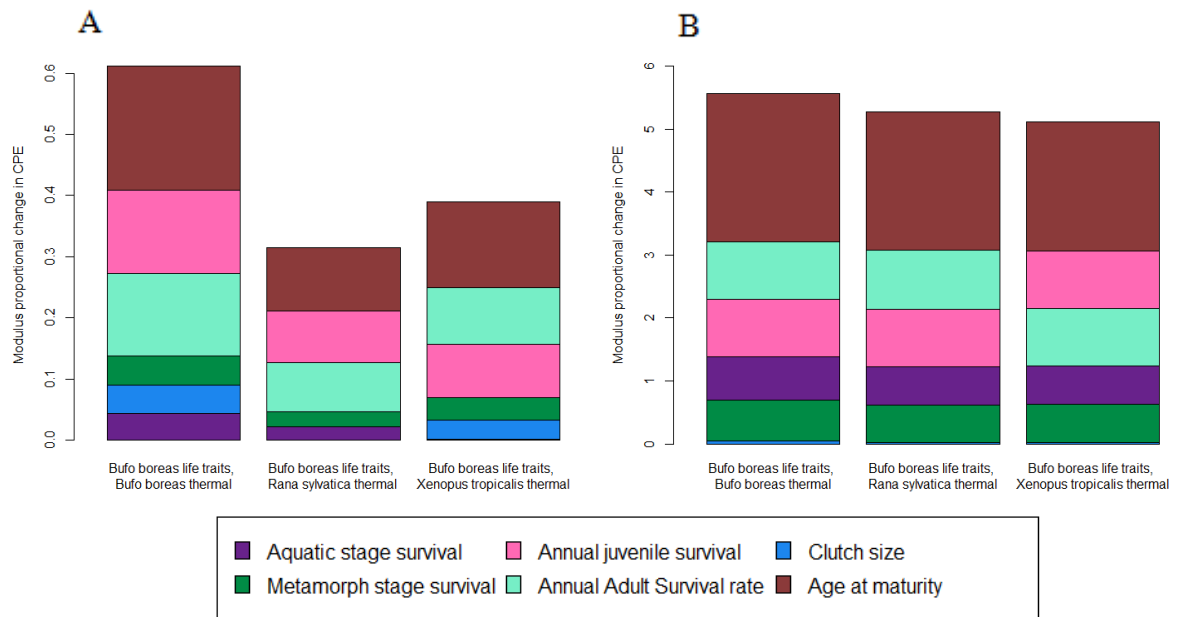 A
B
Modulus proportional change in CPE
0.6
0.5
0.4
0.3
0.2
0.1
0.0
Bufo boreas life traits,
Bufo boreas thermal
Bufo boreas life traits,
Rana sylvatica thermal
Bufo boreas life traits,
Xenopus tropicalis thermal
Modulus proportional change in CPE
6
5
4
3
2
1
0
Bufo boreas life traits,
Bufo boreas thermal
Bufo boreas life traits,
Rana sylvatica thermal
Bufo boreas life traits,
Xenopus tropicalis thermal
Aquatic stage survival
Annual juvenile survival
Clutch size
Metamorph stage survival
Annual Adult Survival rate
Age at maturity